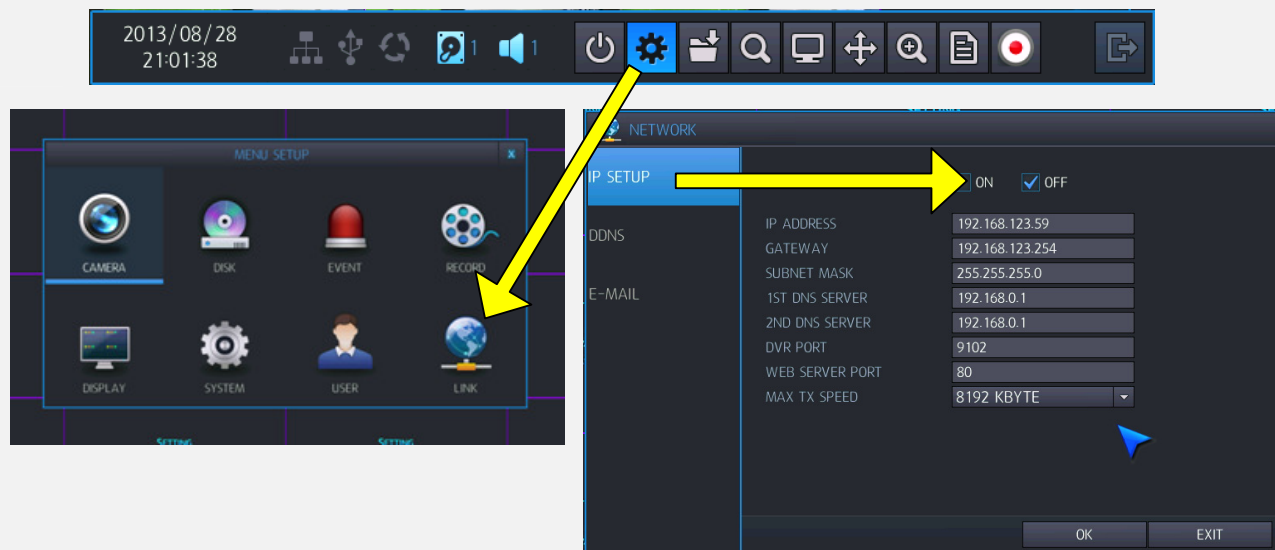 2013/08/28
21:01:38
1
1
MENU SETUP
x
CAMERA
DISK
EVENT
RECORD
DISPLAY
SYSTEM
USER
LINK
SETTING
SETTING
NETWORK
IP SETUP
DDNS
E-MAIL
ON
OFF
IP ADDRESS 192.168.123.59
GATEWAY 192.168.123.254
SUBNET MASK 255.255.255.0
1ST DNS SERVER 192.168.0.1
2ND DNS SERVER 192.168.0.1
DVR PORT 9102
WEB SERVER PORT 80
MAX TX SPEED 8192 KBYTE
OK
EXIT